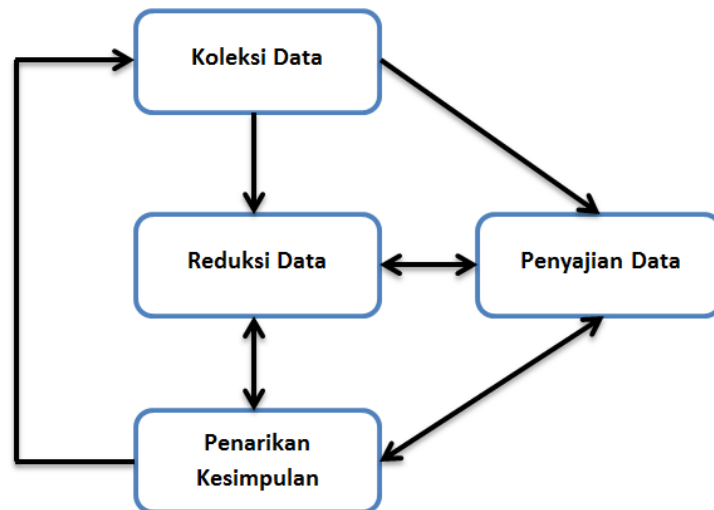 Koleksi Data
Reduksi Data
Penyajian Data
Penarikan
Kesimpulan